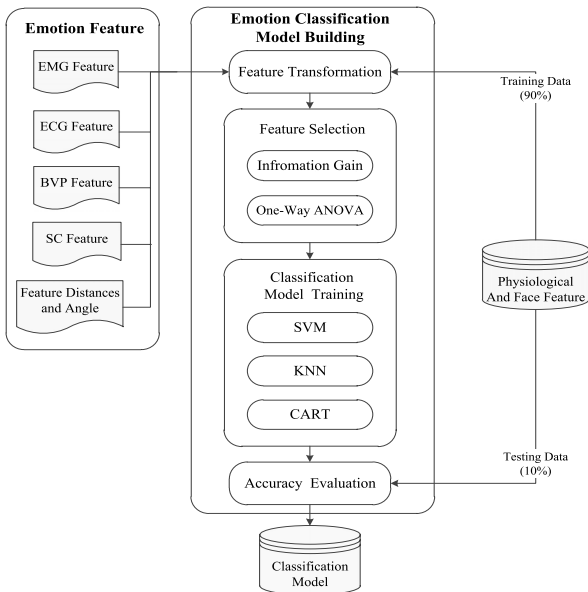 Emotion Feature
EMG Feature
ECG Feature
BVP Feature
SC Feature
Feature Distances
and Angle
Emotion Classification
Model Building
Feature Transformation
Feature Selection
Infromation Gain
One-Way ANOVA
Classification
Model Training
SVM
KNN
CART
Accuracy Evaluation
Classification
Model
Training Data
(90%)
Physiological
And Face Feature
Testing Data
(10%)